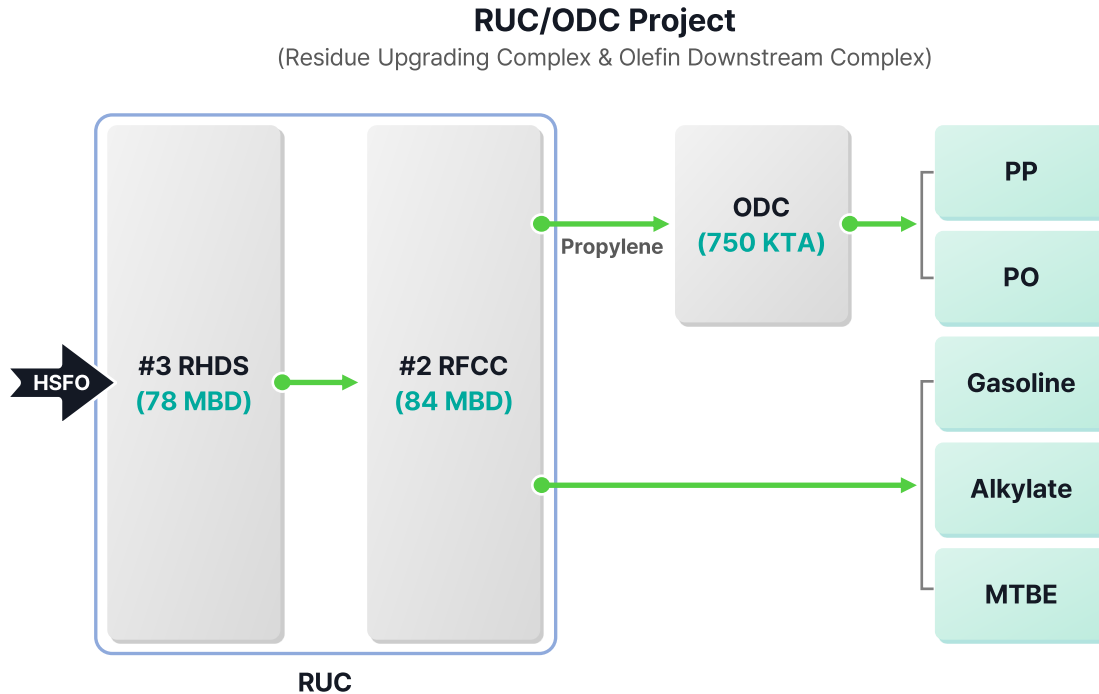 RUC/ODC Project
(Residue Upgrading Complex & Olefin Downstream Complex)
HSFO
#3 RHDS
(78 MBD)
#2 RFCC
(84 MBD)
RUC
Propylene
ODC
(750 KTA)
PP
PO
Gasoline
Alkylate
MTBE